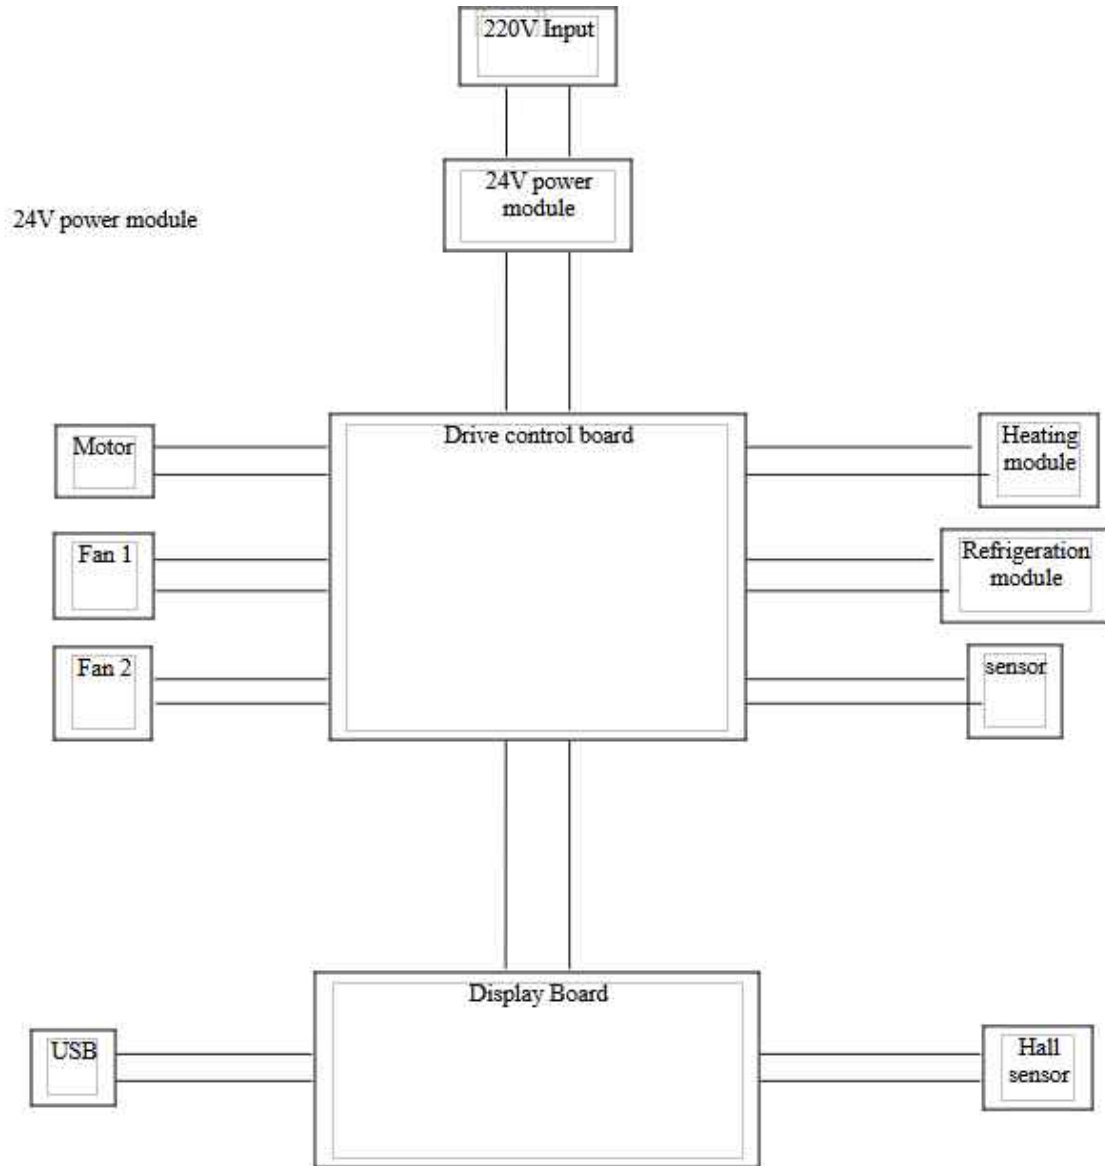 220V Input
24V power
module
24V power module
Motor
Drive control board
Heating
module
Fan 1
Refrigeration
module
Fan 2
sensor
Display Board
USB
Hall
sensor